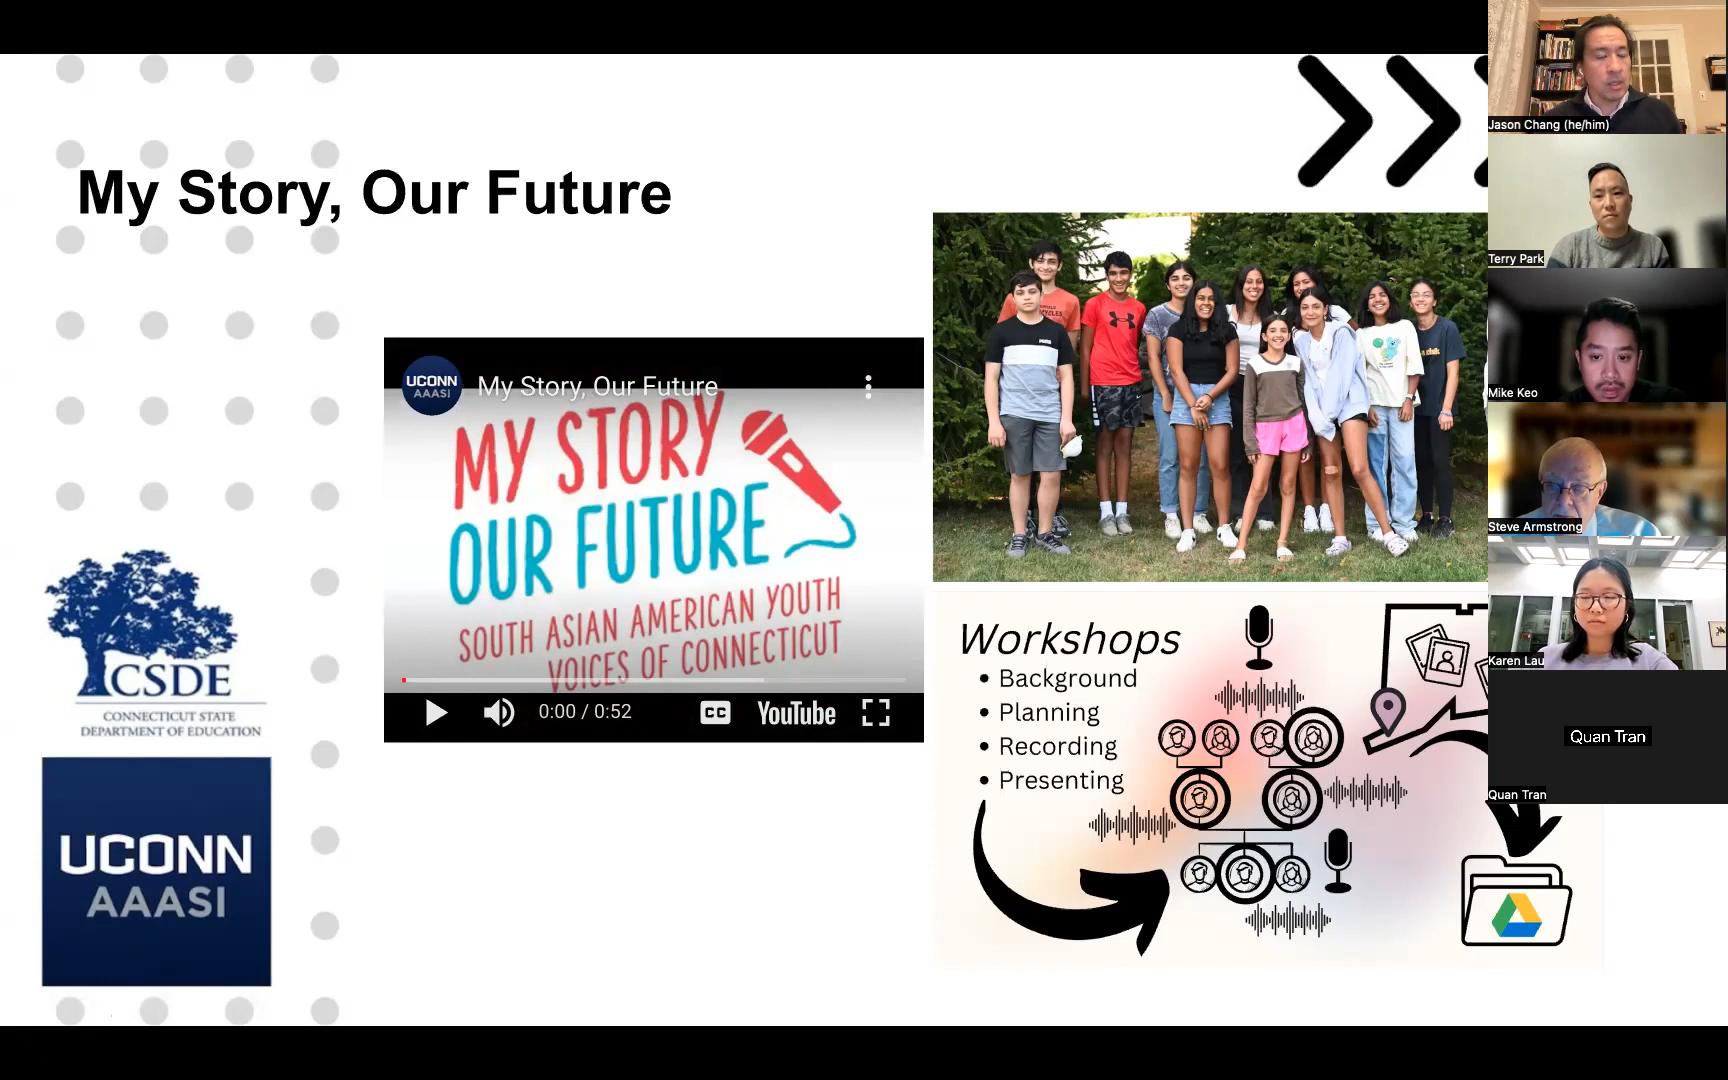 My Story, Our Future
UCONN
AAASI
My Story, Our Future
MY STORY
OUR FUTURE
SOUTH ASIAN AMERICAN YOUTH
VOICES OF CONNECTICUT
0:00 / 0:52
CC
YouTube
CSDE
CONNECTICUT STATE
DEPARTMENT OF EDUCATION
UCONN
AAASI
Workshops
• Background
• Planning
• Recording
• Presenting
Jason Chang (he/him)
Terry Park
Mike Keo
Steve Armstrong
Karen Lau
Quan Tran
Quan Tran